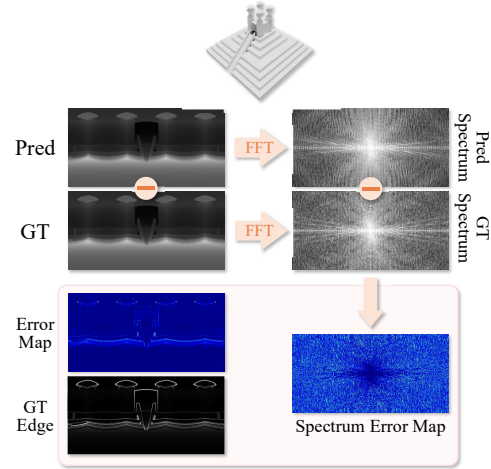 Pred
FFT
Pred
Spectrum
GT
FFT
GT
Spectrum
Error
Map
GT
Edge
Spectrum Error Map